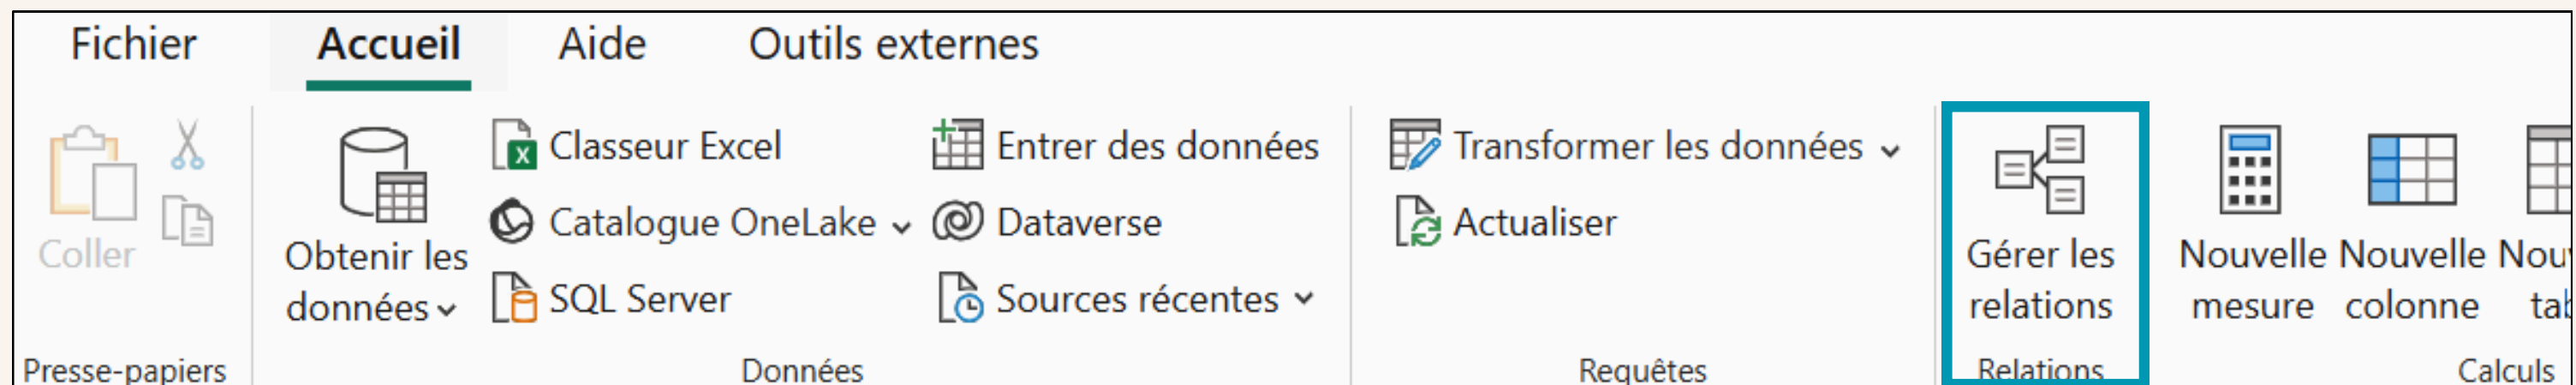 Fichier Accueil Aide Outils externes
Coller
Obtenir les
données
Classeur Excel
Catalogue OneLake
SQL Server
Entrer des données
Dataverse
Sources récentes
Transformer les données
Actualiser
Gérer les
relations
Nouvelle
mesure
Nouvelle
colonne
Presse-papiers Données Requêtes Relations Calculs